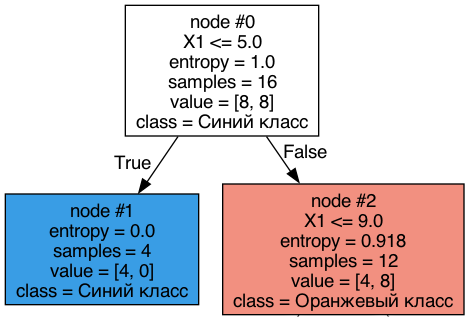 node #0
X1 <= 5.0
entropy = 1.0
samples = 16
value = [8, 8]
class = Синий класс
True
False
node #1
entropy = 0.0
samples = 4
value = [4, 0]
class = Синий класс
node #2
X1 <= 9.0
entropy = 0.918
samples = 12
value = [4, 8]
class = Оранжевый класс